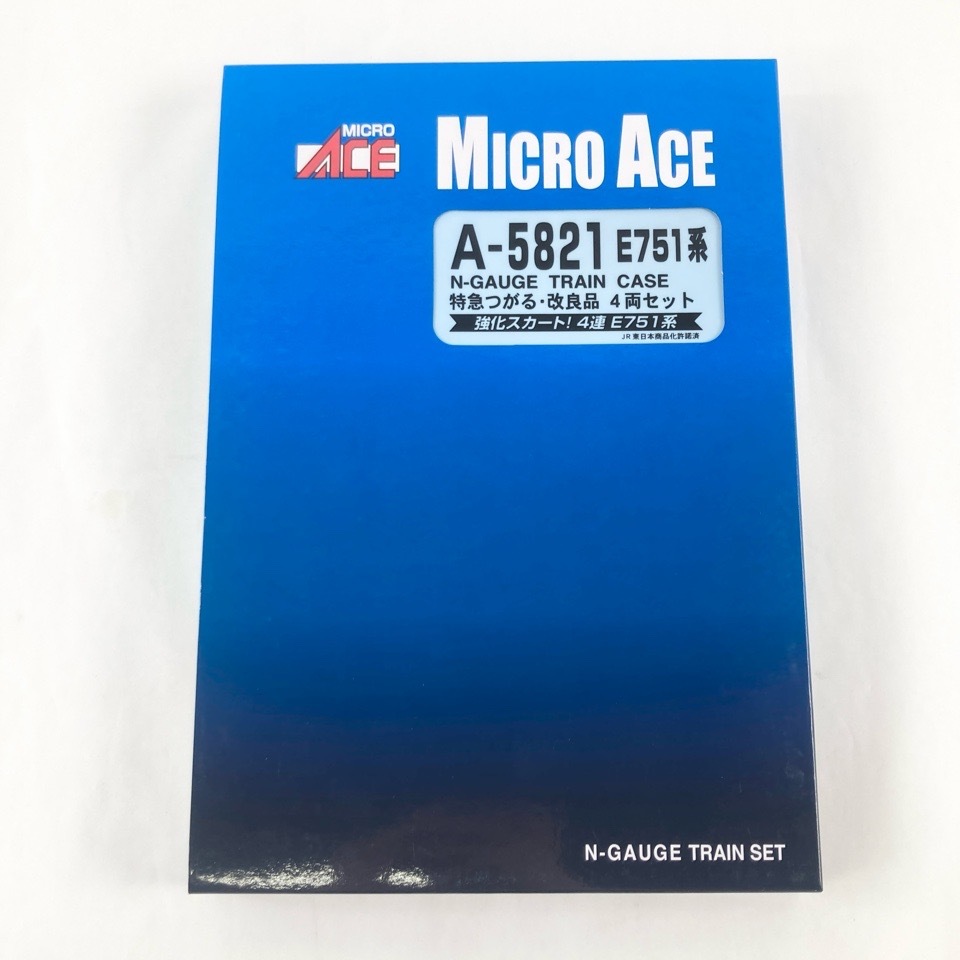 MICRO
ACE
MICRO ACE
A-5821 E751系
N-GAUGE TRAIN CASE
特急つがる・改良品 4両セット
強化スカート! 4連 E751系
JR東日本商品化許諾済
N-GAUGE TRAIN SET